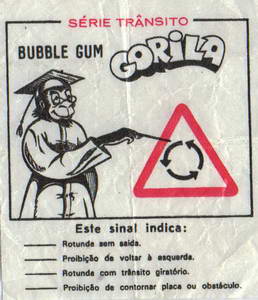 SÉRIE TRÂNSITO
BUBBLE GUM GORILA
Este sinal indica:
Rotunda sem saída.
Proibição de voltar à esquerda.
Rotunda com trânsito giratório.
Proibição de contornar placa ou obstáculo.